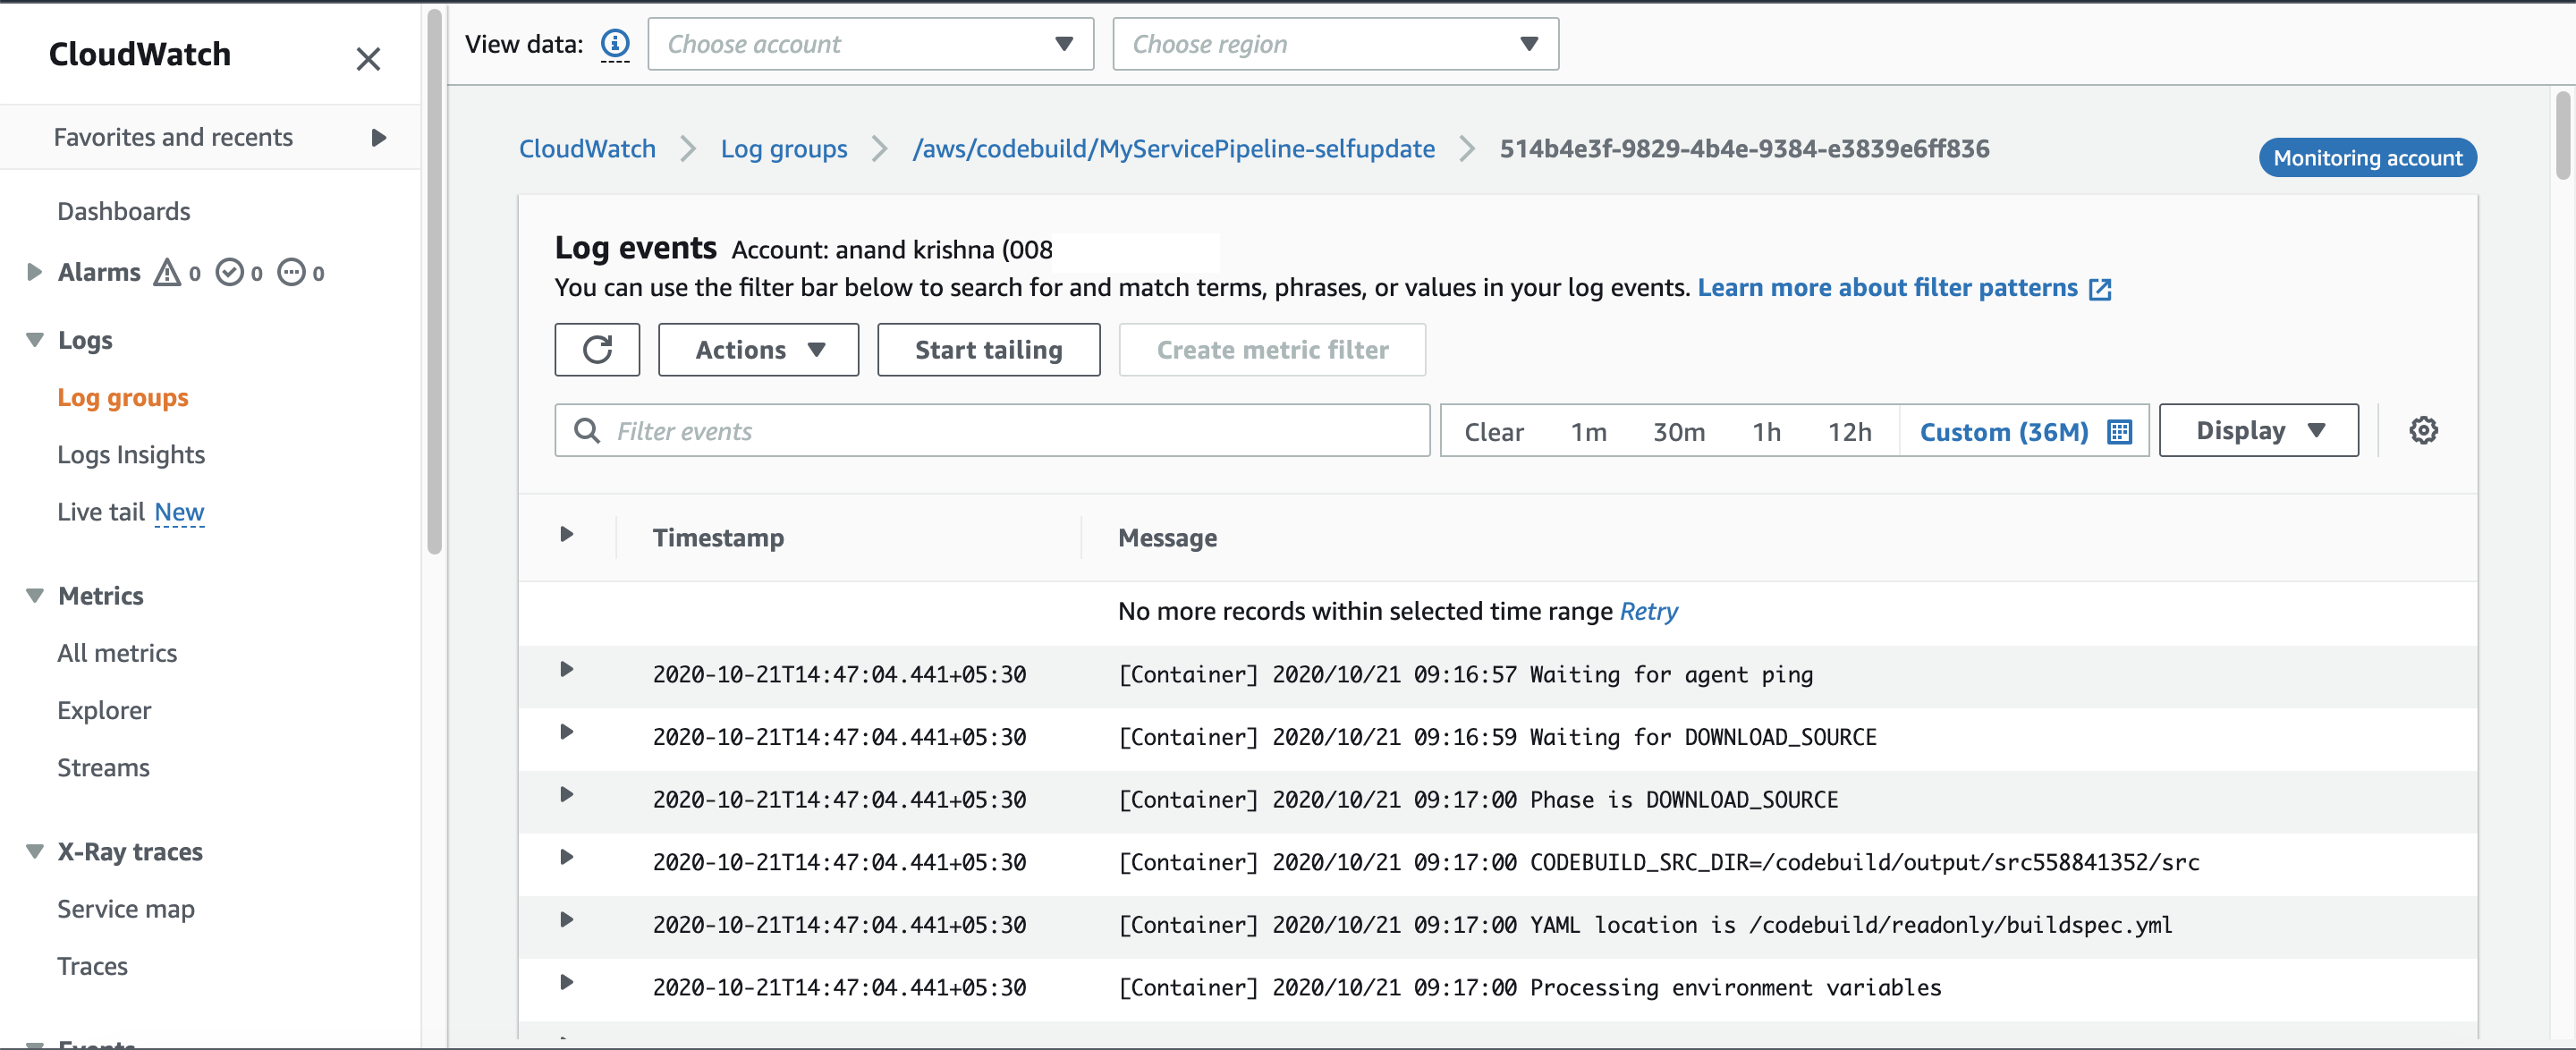 CloudWatch
Favorites and recents
Dashboards
Alarms 0 0 0
Logs
Log groups
Logs Insights
Live tail New
Metrics
All metrics
Explorer
Streams
X-Ray traces
Service map
Traces
Events
View data: Choose account Choose region
CloudWatch Log groups /aws/codebuild/MyServicePipeline-selfupdate 514b4e3f-9829-4b4e-9384-e3839e6ff836
Monitoring account
Log events Account: anand krishna (008
You can use the filter bar below to search for and match terms, phrases, or values in your log events. Learn more about filter patterns
Actions Start tailing Create metric filter
Filter events Clear 1m 30m 1h 12h Custom (36M) Display
Timestamp Message
No more records within selected time range Retry
2020-10-21T14:47:04.441+05:30 [Container] 2020/10/21 09:16:57 Waiting for agent ping
2020-10-21T14:47:04.441+05:30 [Container] 2020/10/21 09:16:59 Waiting for DOWNLOAD_SOURCE
2020-10-21T14:47:04.441+05:30 [Container] 2020/10/21 09:17:00 Phase is DOWNLOAD_SOURCE
2020-10-21T14:47:04.441+05:30 [Container] 2020/10/21 09:17:00 CODEBUILD_SRC_DIR=/codebuild/output/src558841352/src
2020-10-21T14:47:04.441+05:30 [Container] 2020/10/21 09:17:00 YAML location is /codebuild/readonly/buildspec.yml
2020-10-21T14:47:04.441+05:30 [Container] 2020/10/21 09:17:00 Processing environment variables